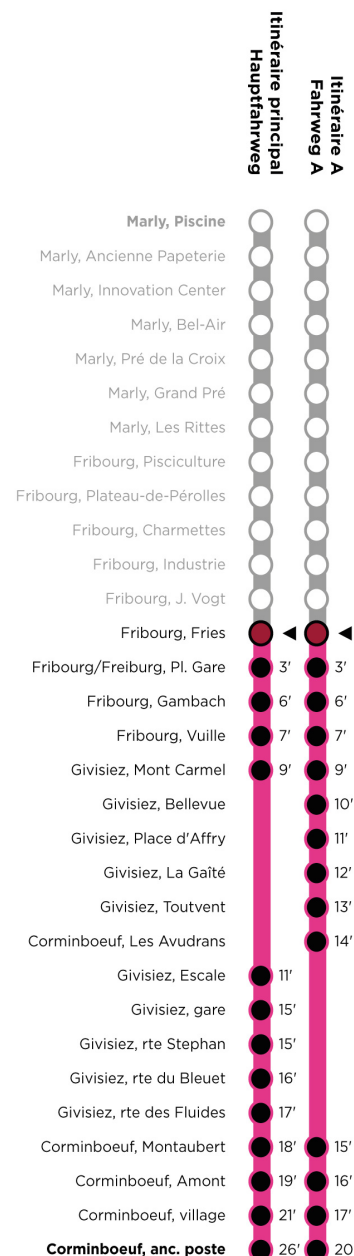 Itinéraire principal
Hauptfahrweg
Itinéraire A
Fahrweg A
Marly, Piscine
Marly, Ancienne Papeterie
Marly, Innovation Center
Marly, Bel-Air
Marly, Pré de la Croix
Marly, Grand Pré
Marly, Les Rittes
Fribourg, Pisciculture
Fribourg, Plateau-de-Pérolles
Fribourg, Charmettes
Fribourg, Industrie
Fribourg, J. Vogt
Fribourg, Fries ◄ ◄
Fribourg/Freiburg, Pl. Gare 3' 3'
Fribourg, Gambach 6' 6'
Fribourg, Vuille 7' 7'
Givisiez, Mont Carmel 9' 9'
Givisiez, Bellevue 10'
Givisiez, Place d'Affry 11'
Givisiez, La Gaîté 12'
Givisiez, Toutvent 13'
Corminboeuf, Les Avudrans 14'
Givisiez, Escale 11'
Givisiez, gare 15'
Givisiez, rte Stephan 15'
Givisiez, rte du Bleuet 16'
Givisiez, rte des Fluides 17'
Corminboeuf, Montaubert 18' 15'
Corminboeuf, Amont 19' 16'
Corminboeuf, village 21' 17'
Corminboeuf, anc. poste 26' 20